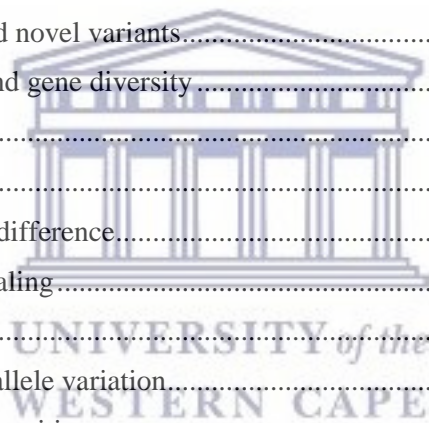 d novel variants..............................
nd gene diversity..............................
..............................
..............................
difference..............................
aling..............................
..............................
UNIVERSITY of the
allele variation..............................
WESTERN CAPE